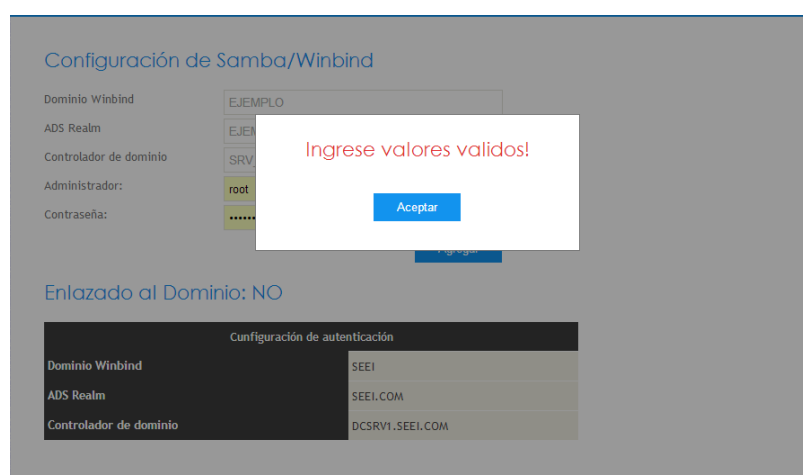 Configuración de Samba/Winbind
Dominio Winbind EJEMPLO
ADS Realm
Controlador de dominio
Administrador: root
Contraseña:
Ingrese valores validos!
Aceptar
Enlazado al Dominio: NO
Cunfiguración de autenticación
Dominio Winbind SEEI
ADS Realm SEEI.COM
Controlador de dominio DCSRV1.SEEI.COM